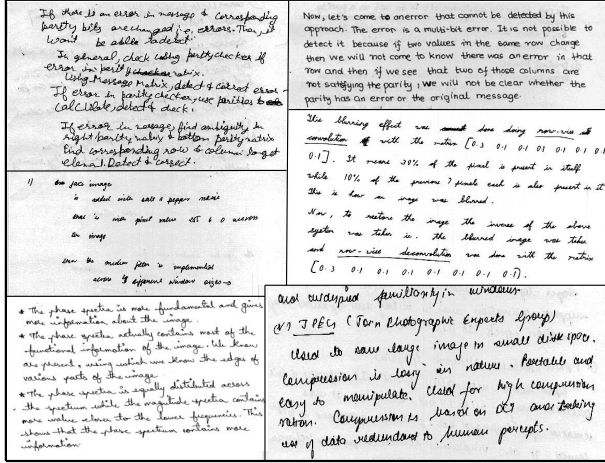 If there is an error in message & corresponding
parity bits are changed i.e, errors. Then, it
won't be able to detect.
In general, check using parity checker if
error in parity checker matrix.
Using Message Matrix, detect & correct error
If error in parity checker, use parities to
calculate, detect & check.
If error in message, find ambiguity in
right parity matrix & bottom parity matrix
find corresponding row & column to get
element. Detect & correct.
Now, let's come to an error that cannot be detected by this
approach. The error is a multi-bit error. It is not possible to
detect it because if two values in the same row change
then we will not come to know there was an error in that
row and then if we see that two of those columns are
not satisfying the parity; we will not be clear whether the
parity has an error or the original message.
The blurring effect was done doing row-wise
convolution with the matrix [0.3 0.1 0.1 0.1 0.1 0.1 0.1
0.1]. It means 30% of the pixel is present in itself
while 10% of the previous 7 pixels each is also present in it
This is how an image was blurred.
Now, to restore the image the inverse of the above
system was taken i.e. the blurred image was taken
and row-wise deconvolution was done with the matrix
[0.3 0.1 0.1 0.1 0.1 0.1 0.1 0.1].
1) the image
is added with salt & pepper noise
that is with pixel value 255 & 0 across
the image
then the median filter is implemented
across different window sizes →
* The phase spectra is more fundamental and gives
more information about the image.
* The phase spectra actually contains most of the
functional information of the image. We know
are present, using which we know the edges of
various parts of the image.
* The phase spectra is equally distributed across
the spectrum while, the magnitude spectra contains
more value closer to the lower frequencies. This
shows that the phase spectrum contains more
information
and widespread familiarity in windows
(v) JPEG (Joint Photographic Experts Group)
Used to save large image in small disk space.
Compression is lossy in nature. Portable and
easy to manipulate. Used for high compression
ration. Compression is based on DCT and taking
use of data redundant to human percepts.